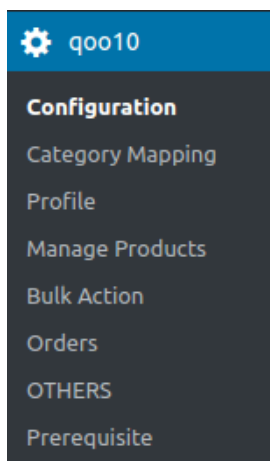 qoo10
Configuration
Category Mapping
Profile
Manage Products
Bulk Action
Orders
OTHERS
Prerequisite